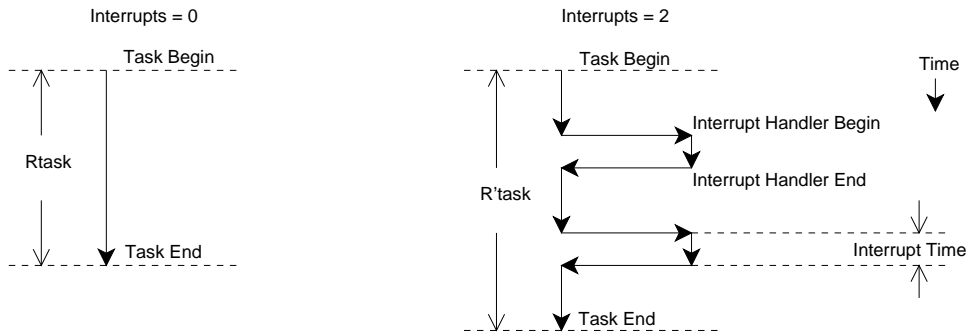 Interrupts = 0
Interrupts = 2
Task Begin
Task Begin
Time
Interrupt Handler Begin
Rtask
Interrupt Handler End
R'task
Task End
Interrupt Time
Task End